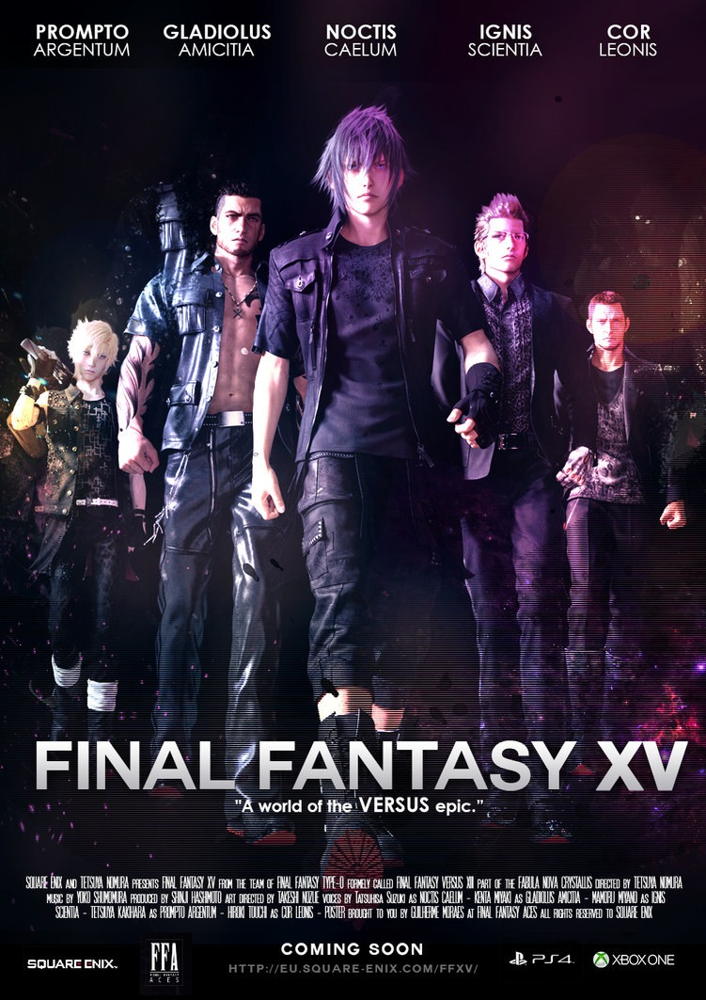 PROMPTO GLADIOLUS NOCTIS IGNIS COR
ARGENTUM AMICITIA CAELUM SCIENTIA LEONIS
FINAL FANTASY XV
"A world of the VERSUS epic."
SQUARE ENIX AND TETSUYA NOMURA PRESENTS FINAL FANTASY XV FROM THE TEAM OF FINAL FANTASY TYPE-0 FORMELY CALLED FINAL FANTASY VERSUS XIII PART OF THE FABULA NOVA CRYSTALLIS DIRECTED BY TETSUYA NOMURA
MUSIC BY YOKO SHIMOMURA PRODUCED BY SHINJI HASHIMOTO ART DIRECTED BY TAKESHI NOZUE VOICES BY TATSUHISA SUZUKI AS NOCTIS CAELUM - KENTA MIYAKI AS GLADIOLUS AMICITIA - MAMORU MIYANO AS IGNIS
SCIENTIA - TETSUYA KAKIHARA AS PROMPTO ARGENTUM - HIROKI TOUCHI AS COR LEONIS - POSTER BROUGHT TO YOU BY GUILHERME MORAES AT FINAL FANTASY ACES ALL RIGHTS RESERVED TO SQUARE ENIX
SQUARE ENIX
FFA
FINAL FANTASY
ACES
COMING SOON
HTTP://EU.SQUARE-ENIX.COM/FFXV/
PS4
XBOX ONE